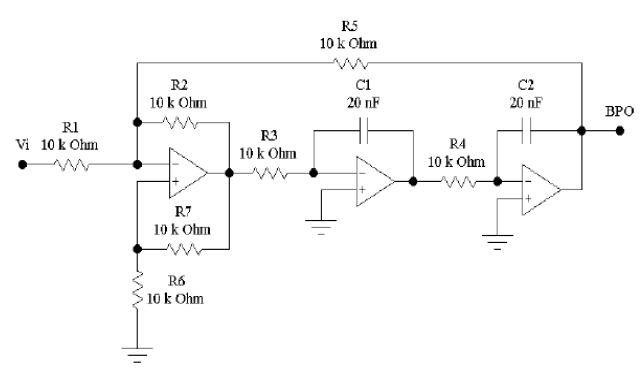 R5
10 k Ohm
R2
10 k Ohm
C1
20 nF
C2
20 nF
BPO
R1
Vi 10 k Ohm
R3
10 k Ohm
R4
10 k Ohm
−
+
−
+
−
+
R7
10 k Ohm
R6
10 k Ohm